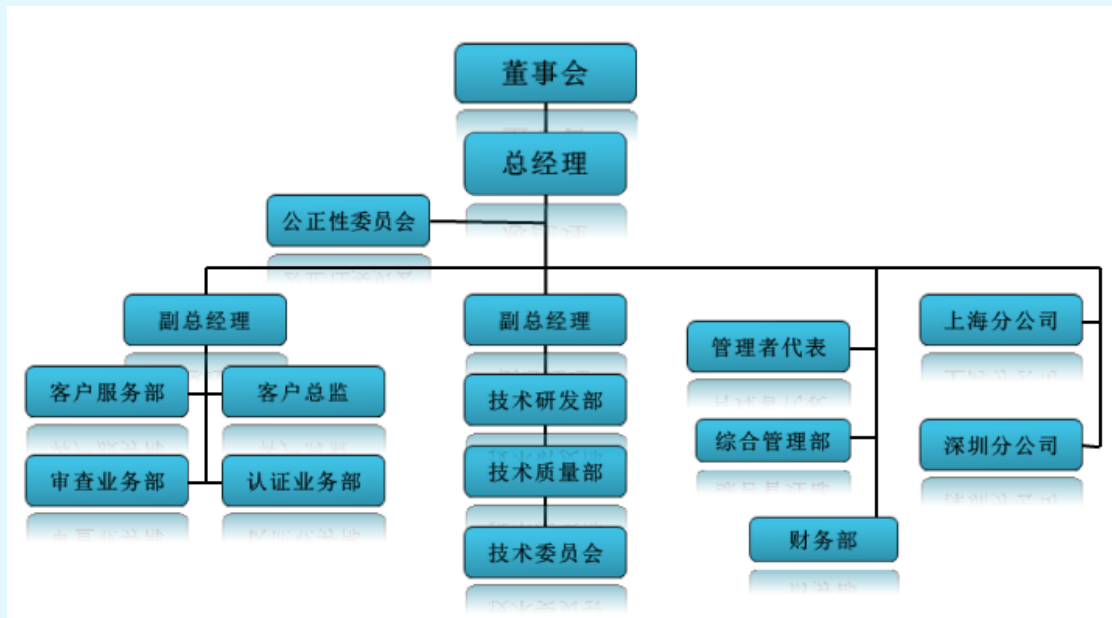 董事会
总经理
公正性委员会
副总经理
副总经理
上海分公司
管理者代表
客户服务部
客户总监
技术研发部
综合管理部
深圳分公司
审查业务部
认证业务部
技术质量部
财务部
技术委员会